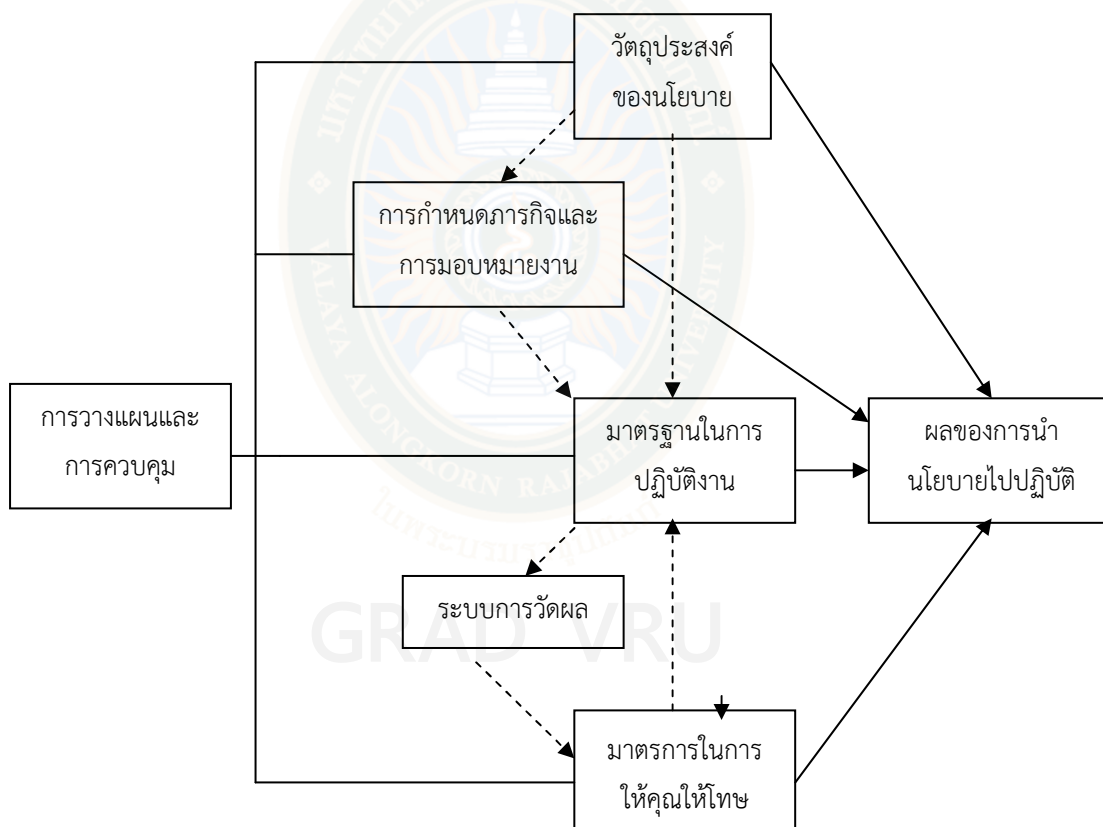 วัตถุประสงค์
ของนโยบาย
การกำหนดภารกิจและ
การมอบหมายงาน
การวางแผนและ
การควบคุม
มาตรฐานในการ
ปฏิบัติงาน
ผลของการนำ
นโยบายไปปฏิบัติ
ระบบการวัดผล
มาตรการในการ
ให้คุณให้โทษ
VALAYA ALONGKORN RAJABHAT UNIVERSITY
GRAD VRU